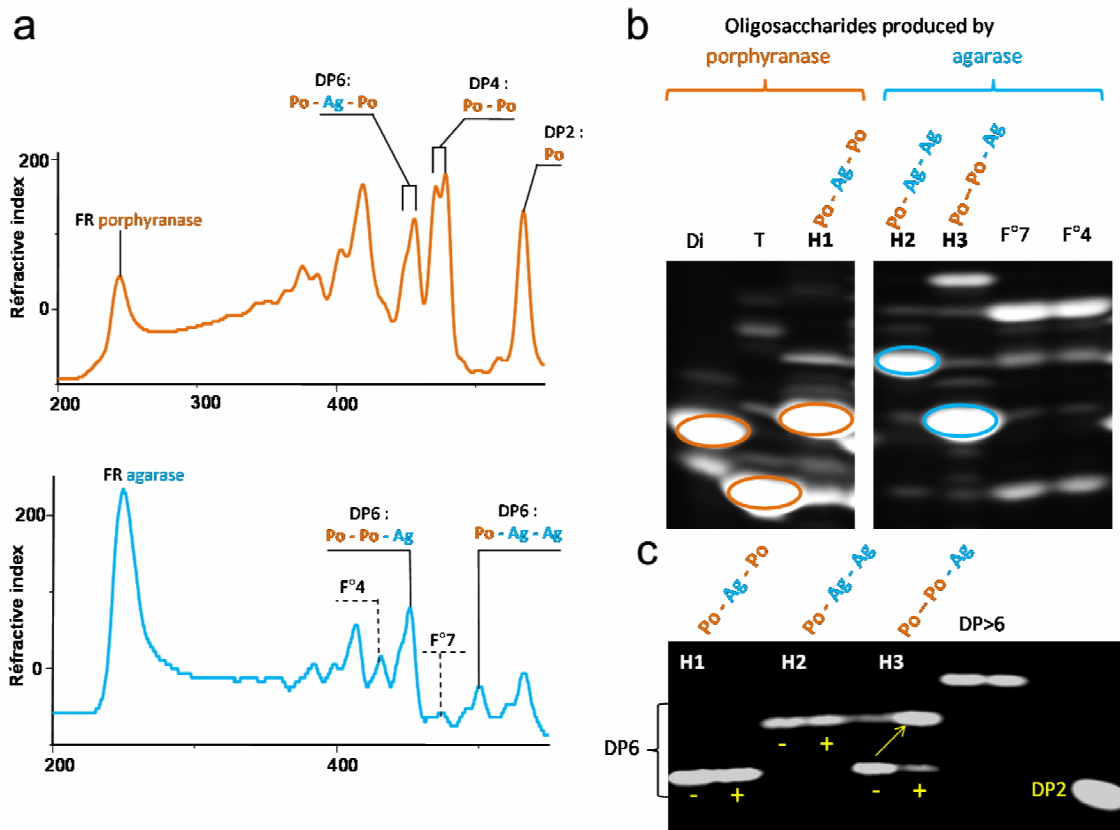 a
DP6:
Po - Ag - Po
DP4 :
Po - Po
DP2 :
Po
200
0
Réfractive index
FR porphyranase
200
300
400
FR agarase
DP6 :
Po - Po - Ag
DP6 :
Po - Ag - Ag
F°4
F°7
200
0
Réfractive index
200
400
b
Oligosaccharides produced by
porphyranase
agarase
Po - Ag - Po
Po - Ag - Ag
Po - Po - Ag
Di
T
H1
H2
H3
F°7
F°4
c
Po - Ag - Po
Po - Ag - Ag
Po – Po - Ag
DP>6
H1
H2
H3
DP6
- +
- +
- +
DP2